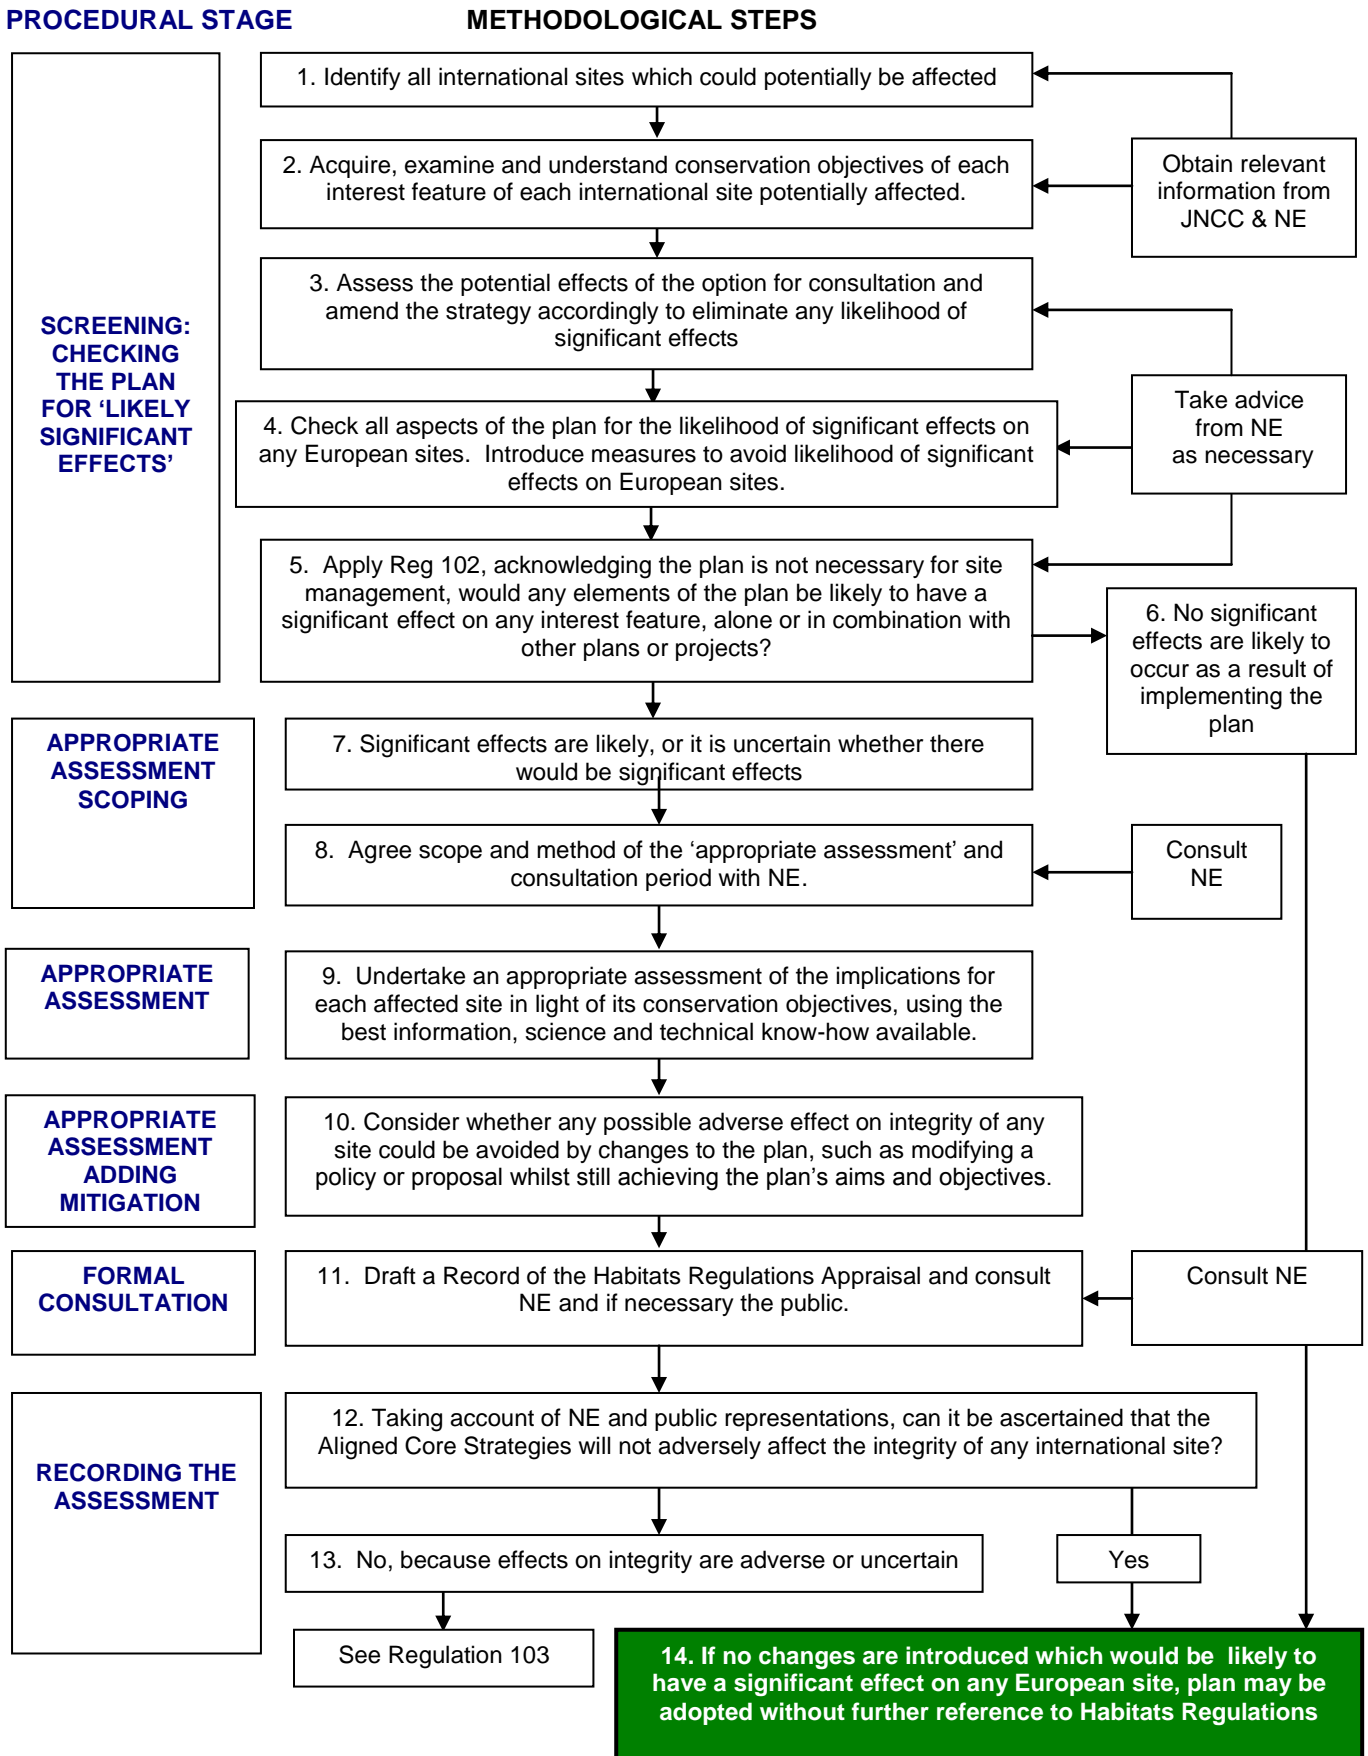 PROCEDURAL STAGE
METHODOLOGICAL STEPS
SCREENING:
CHECKING
THE PLAN
FOR ‘LIKELY
SIGNIFICANT
EFFECTS’
1. Identify all international sites which could potentially be affected
2. Acquire, examine and understand conservation objectives of each
interest feature of each international site potentially affected.
Obtain relevant
information from
JNCC & NE
3. Assess the potential effects of the option for consultation and
amend the strategy accordingly to eliminate any likelihood of
significant effects
4. Check all aspects of the plan for the likelihood of significant effects on
any European sites.  Introduce measures to avoid likelihood of significant
effects on European sites.
Take advice
from NE
as necessary
5.  Apply Reg 102, acknowledging the plan is not necessary for site
management, would any elements of the plan be likely to have a
significant effect on any interest feature, alone or in combination with
other plans or projects?
6. No significant
effects are likely to
occur as a result of
implementing the
plan
APPROPRIATE
ASSESSMENT
SCOPING
7. Significant effects are likely, or it is uncertain whether there
would be significant effects
8.  Agree scope and method of the ‘appropriate assessment’ and
consultation period with NE.
Consult
NE
APPROPRIATE
ASSESSMENT
9.  Undertake an appropriate assessment of the implications for
each affected site in light of its conservation objectives, using the
best information, science and technical know-how available.
APPROPRIATE
ASSESSMENT
ADDING
MITIGATION
10. Consider whether any possible adverse effect on integrity of any
site could be avoided by changes to the plan, such as modifying a
policy or proposal whilst still achieving the plan’s aims and objectives.
FORMAL
CONSULTATION
11.  Draft a Record of the Habitats Regulations Appraisal and consult
NE and if necessary the public.
Consult NE
RECORDING THE
ASSESSMENT
12. Taking account of NE and public representations, can it be ascertained that the
Aligned Core Strategies will not adversely affect the integrity of any international site?
13.  No, because effects on integrity are adverse or uncertain
Yes
See Regulation 103
14. If no changes are introduced which would be  likely to
have a significant effect on any European site, plan may be
adopted without further reference to Habitats Regulations